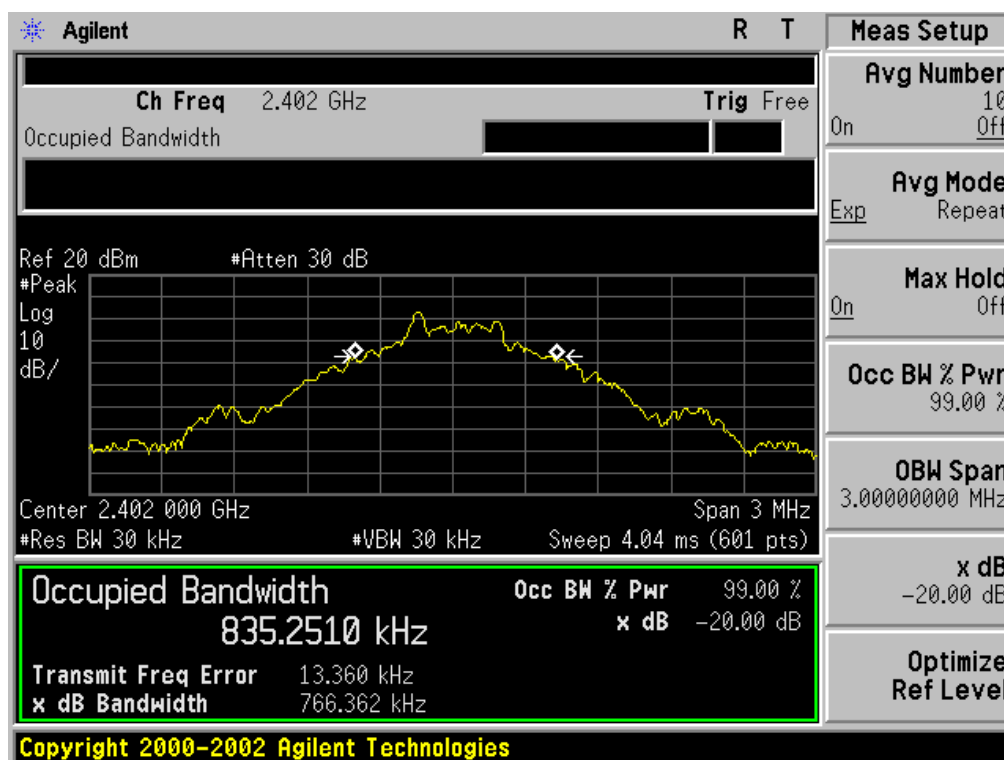 Agilent R T
Ch Freq 2.402 GHz Trig Free
Occupied Bandwidth
Ref 20 dBm #Atten 30 dB
#Peak
Log
10
dB/
Center 2.402 000 GHz Span 3 MHz
#Res BW 30 kHz #VBW 30 kHz Sweep 4.04 ms (601 pts)
Occupied Bandwidth
835.2510 kHz
Occ BW % Pwr 99.00 %
x dB -20.00 dB
Transmit Freq Error 13.360 kHz
x dB Bandwidth 766.362 kHz
Copyright 2000-2002 Agilent Technologies
Meas Setup
Avg Number
10
On Off
Avg Mode
Exp Repeat
Max Hold
On Off
Occ BW % Pwr
99.00 %
OBW Span
3.00000000 MHz
x dB
-20.00 dB
Optimize
Ref Level